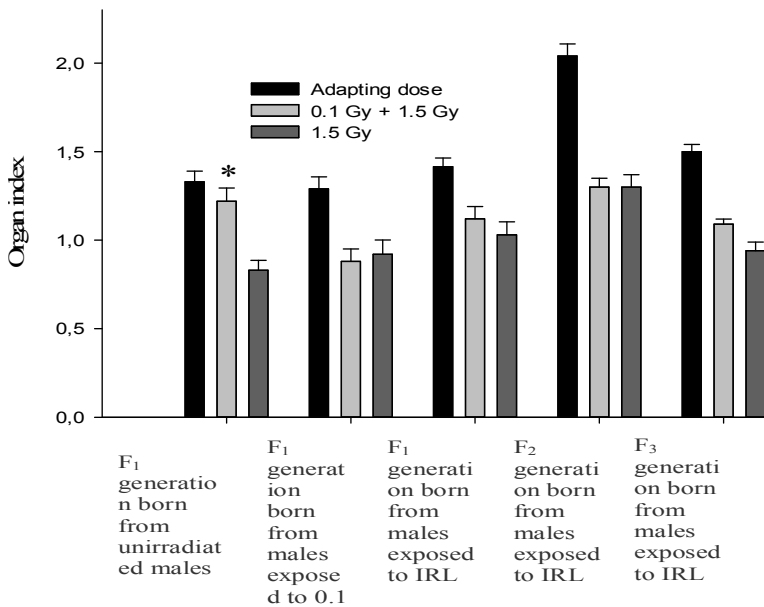 Organ index
2,0
1,5
1,0
0,5
0,0
Adapting dose
0.1 Gy + 1.5 Gy
1.5 Gy
*
F1
generatio
n born
from
unirradiat
ed males
F1
generat
ion
born
from
males
expose
d to 0.1
F1
generati
on born
from
males
exposed
to IRL
F2
generati
on born
from
males
exposed
to IRL
F3
generati
on born
from
males
exposed
to IRL